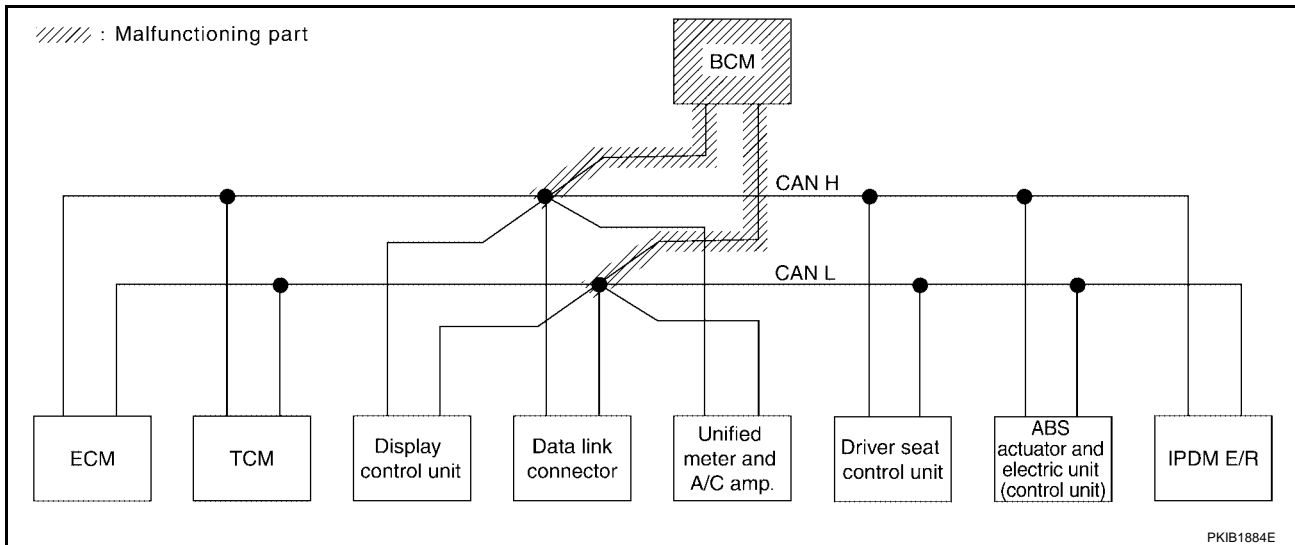 : Malfunctioning part
BCM
CAN H
CAN L
ECM
TCM
Display
control unit
Data link
connector
Unified
meter and
A/C amp.
Driver seat
control unit
ABS
actuator and
electric unit
(control unit)
IPDM E/R
PKIB1884E